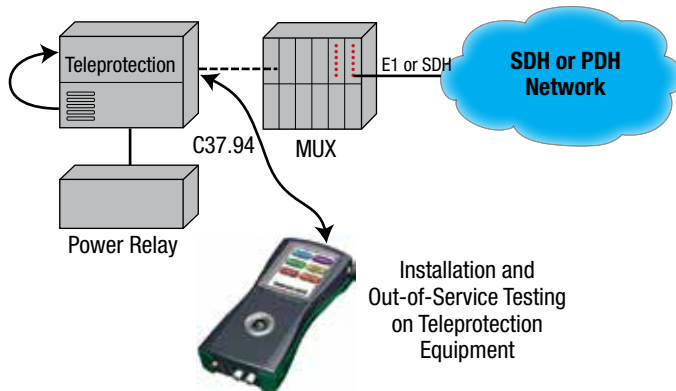 Teleprotection
E1 or SDH
SDH or PDH
Network
C37.94
MUX
Power Relay
Installation and
Out-of-Service Testing
on Teleprotection
Equipment